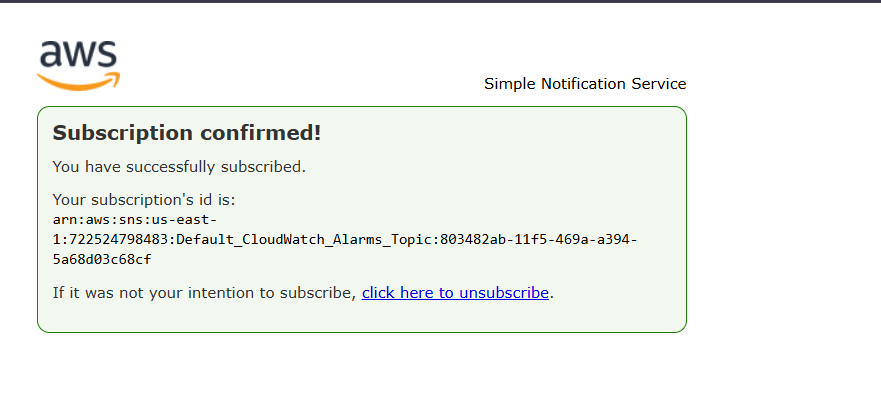 aws
Simple Notification Service
Subscription confirmed!
You have successfully subscribed.
Your subscription's id is:
arn:aws:sns:us-east-
1:722524798483:Default_CloudWatch_Alarms_Topic:803482ab-11f5-469a-a394-
5a68d03c68cf
If it was not your intention to subscribe, click here to unsubscribe.